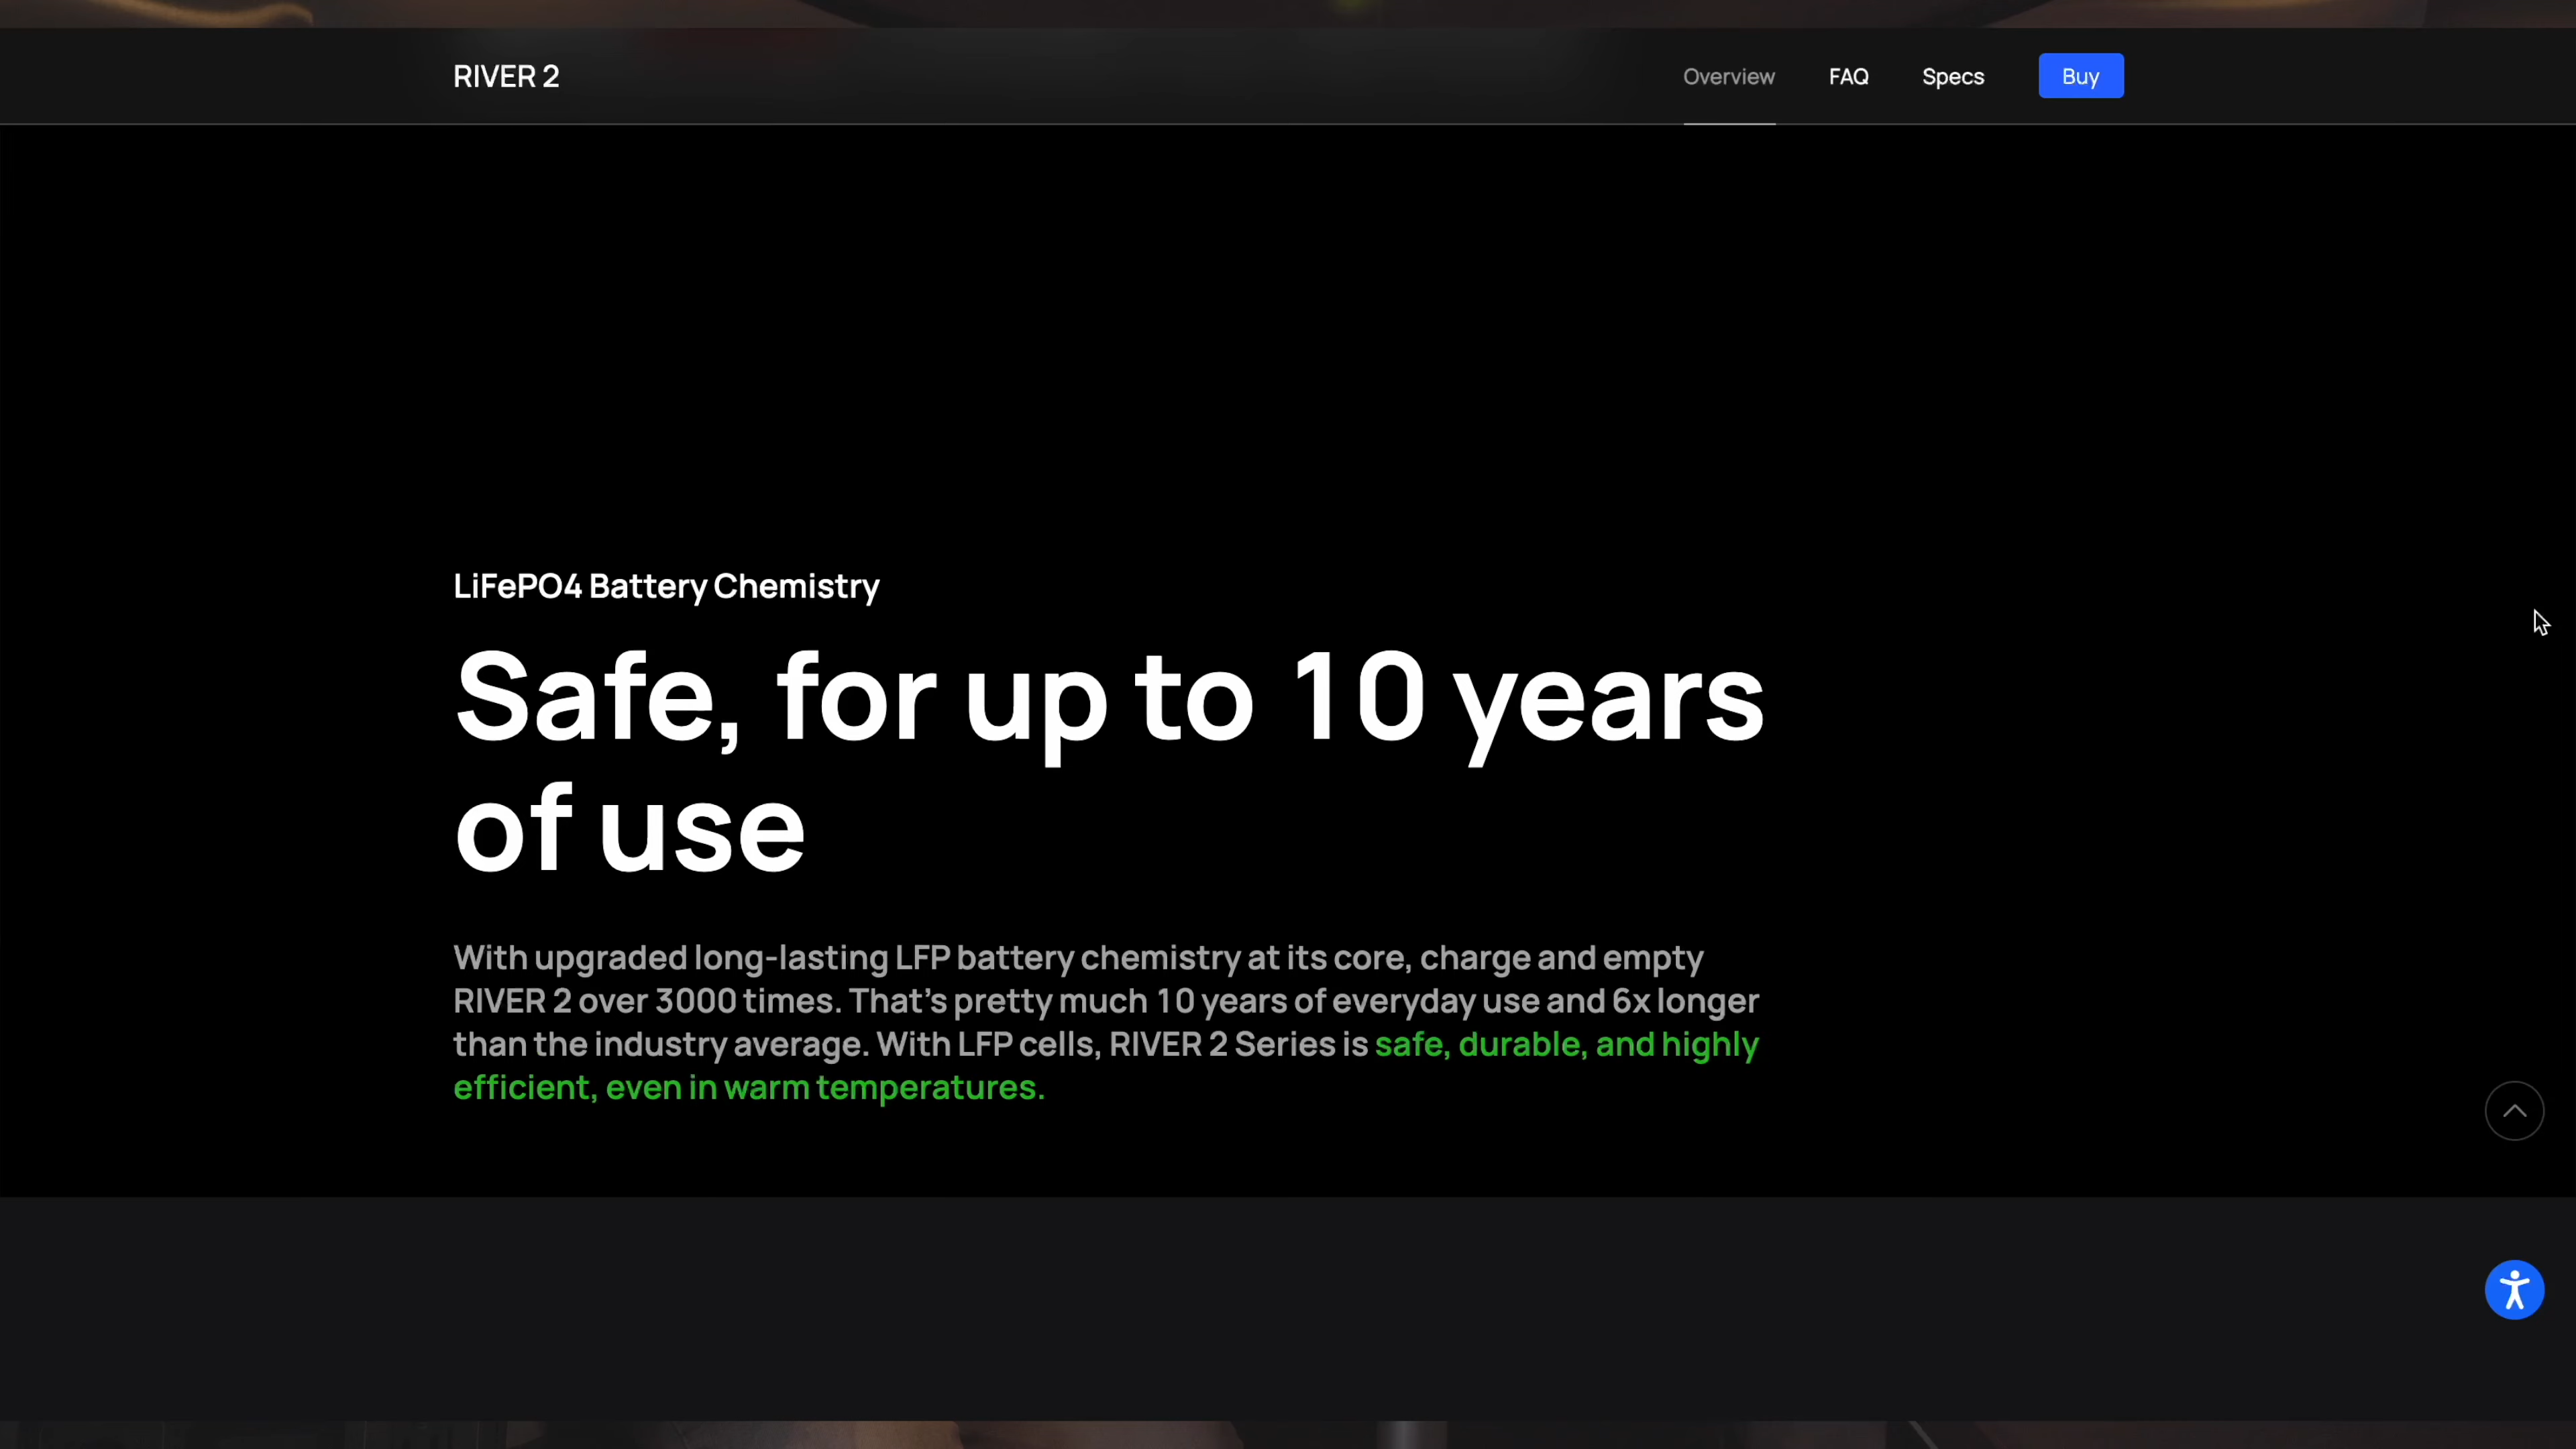 RIVER 2
Overview
FAQ
Specs
Buy
LiFePO4 Battery Chemistry
Safe, for up to 10 years
of use
With upgraded long-lasting LFP battery chemistry at its core, charge and empty
RIVER 2 over 3000 times. That’s pretty much 10 years of everyday use and 6x longer
than the industry average. With LFP cells, RIVER 2 Series is safe, durable, and highly
efficient, even in warm temperatures.